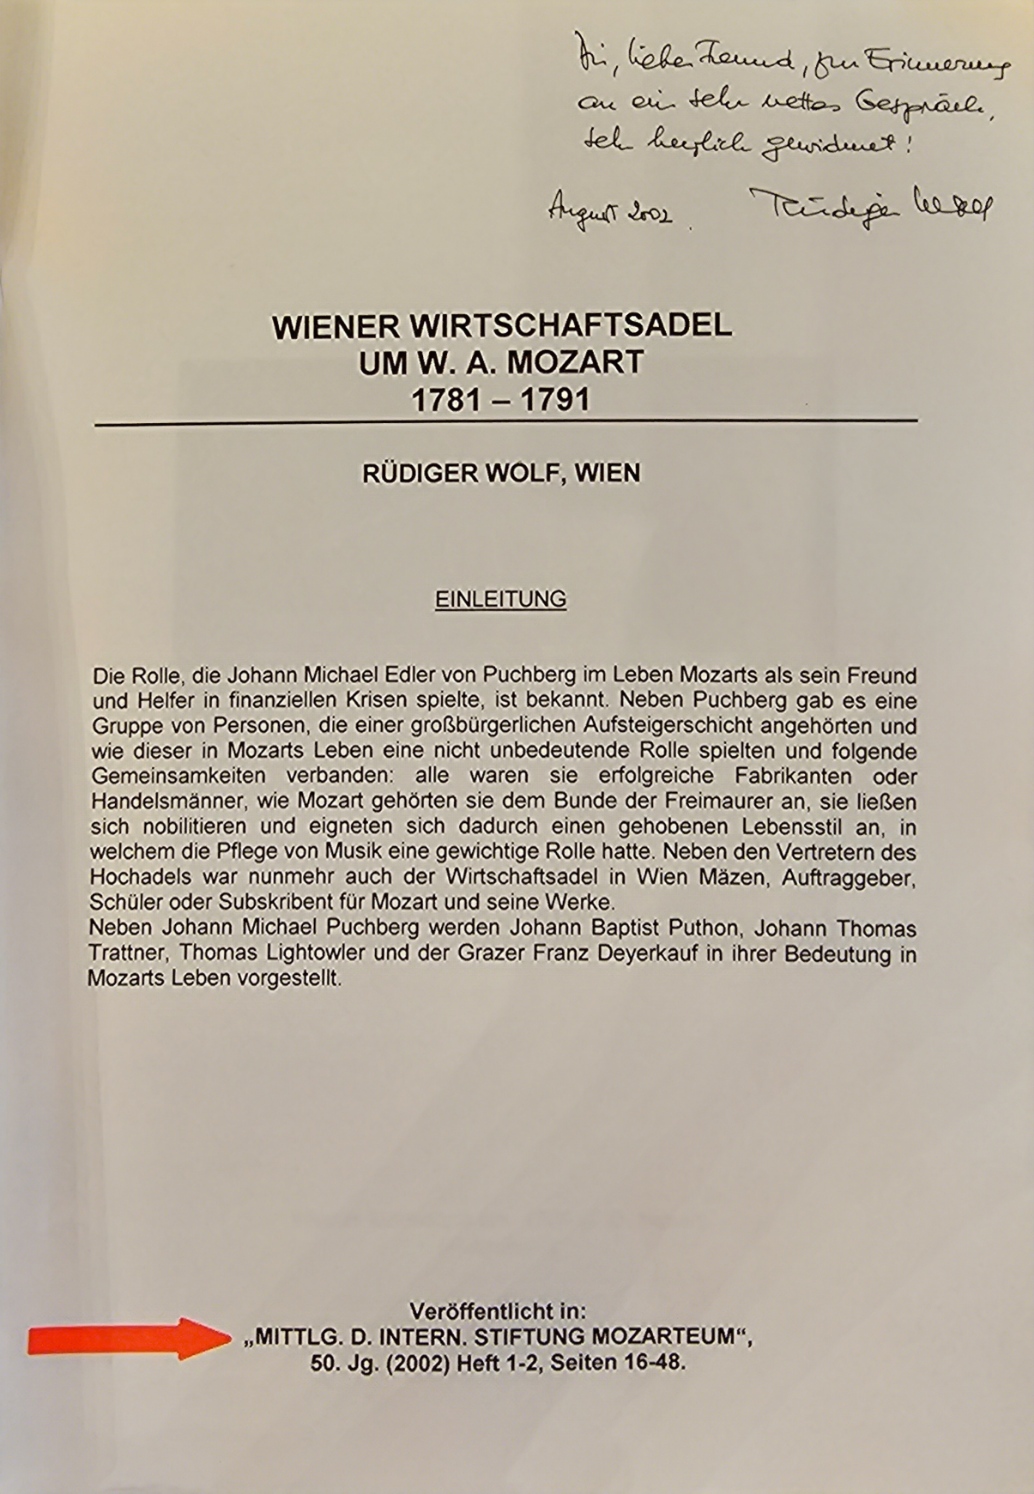 Dir, lieber Freund, zur Erinnerung
an ein sehr nettes Gespräch,
sehr herzlich gewidmet!
August 2002. Rüdiger Wolf
WIENER WIRTSCHAFTSADEL
UM W. A. MOZART
1781 – 1791
RÜDIGER WOLF, WIEN
EINLEITUNG
Die Rolle, die Johann Michael Edler von Puchberg im Leben Mozarts als sein Freund
und Helfer in finanziellen Krisen spielte, ist bekannt. Neben Puchberg gab es eine
Gruppe von Personen, die einer großbürgerlichen Aufsteigerschicht angehörten und
wie dieser in Mozarts Leben eine nicht unbedeutende Rolle spielten und folgende
Gemeinsamkeiten verbanden: alle waren sie erfolgreiche Fabrikanten oder
Handelsmänner, wie Mozart gehörten sie dem Bunde der Freimaurer an, sie ließen
sich nobilitieren und eigneten sich dadurch einen gehobenen Lebensstil an, in
welchem die Pflege von Musik eine gewichtige Rolle hatte. Neben den Vertretern des
Hochadels war nunmehr auch der Wirtschaftsadel in Wien Mäzen, Auftraggeber,
Schüler oder Subskribent für Mozart und seine Werke.
Neben Johann Michael Puchberg werden Johann Baptist Puthon, Johann Thomas
Trattner, Thomas Lightowler und der Grazer Franz Deyerkauf in ihrer Bedeutung in
Mozarts Leben vorgestellt.
Veröffentlicht in:
„MITTLG. D. INTERN. STIFTUNG MOZARTEUM“,
50. Jg. (2002) Heft 1-2, Seiten 16-48.